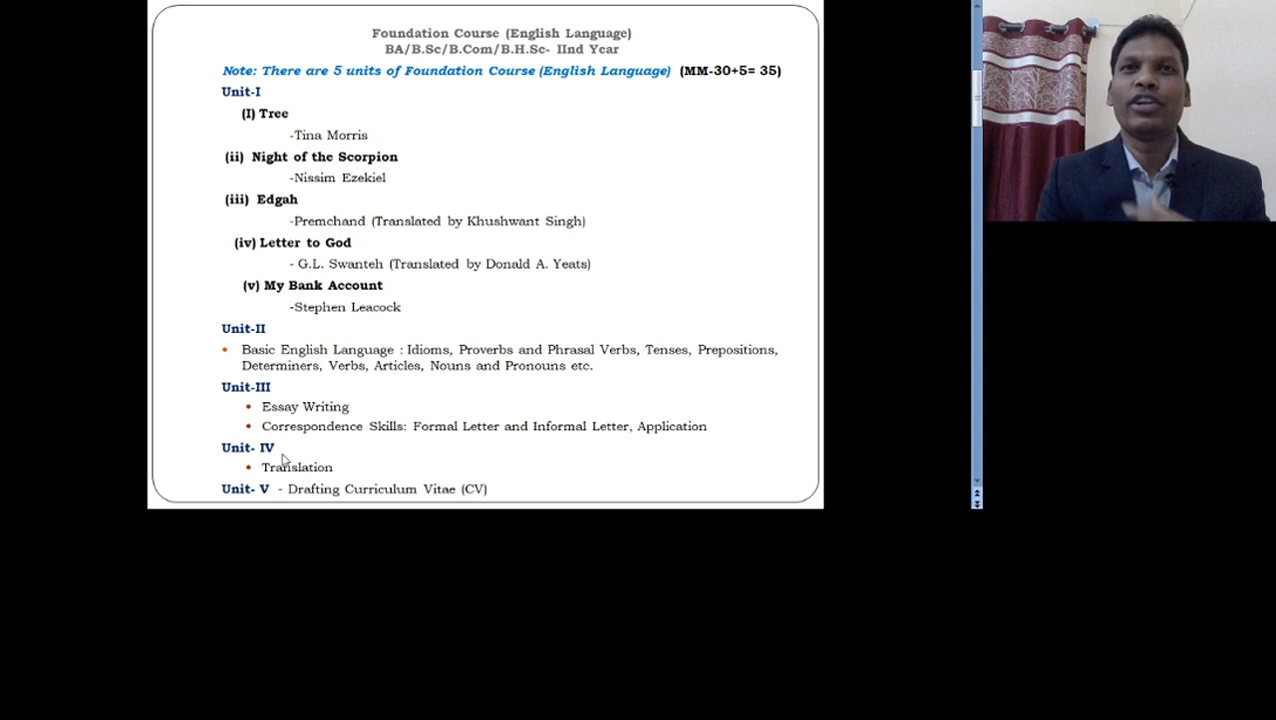 Foundation Course (English Language)
BA/B.Sc/B.Com/B.H.Sc- IInd Year
Note: There are 5 units of Foundation Course (English Language) (MM-30+5= 35)
Unit-I
(I) Tree
-Tina Morris
(ii) Night of the Scorpion
-Nissim Ezekiel
(iii) Edgah
-Premchand (Translated by Khushwant Singh)
(iv) Letter to God
- G.L. Swanteh (Translated by Donald A. Yeats)
(v) My Bank Account
-Stephen Leacock
Unit-II
• Basic English Language : Idioms, Proverbs and Phrasal Verbs, Tenses, Prepositions,
Determiners, Verbs, Articles, Nouns and Pronouns etc.
Unit-III
• Essay Writing
• Correspondence Skills: Formal Letter and Informal Letter, Application
Unit- IV
• Translation
Unit- V - Drafting Curriculum Vitae (CV)